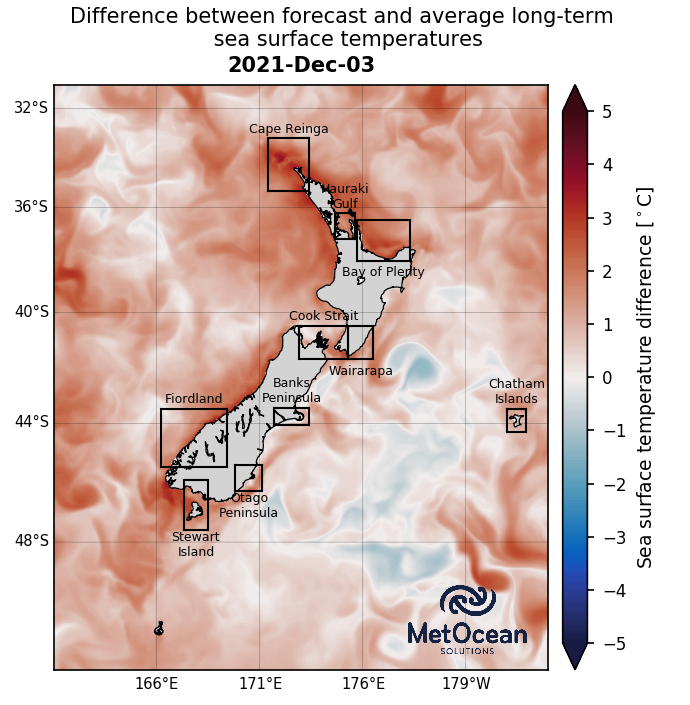 Difference between forecast and average long-term
sea surface temperatures
2021-Dec-03
32°S
36°S
40°S
44°S
48°S
166°E
171°E
176°E
179°W
Cape Reinga
Hauraki
Gulf
Bay of Plenty
Cook Strait
Wairarapa
Banks
Peninsula
Fiordland
Chatham
Islands
Otago
Peninsula
Stewart
Island
MetOcean
SOLUTIONS
5
4
3
2
1
0
−1
−2
−3
−4
−5
Sea surface temperature difference [°C]